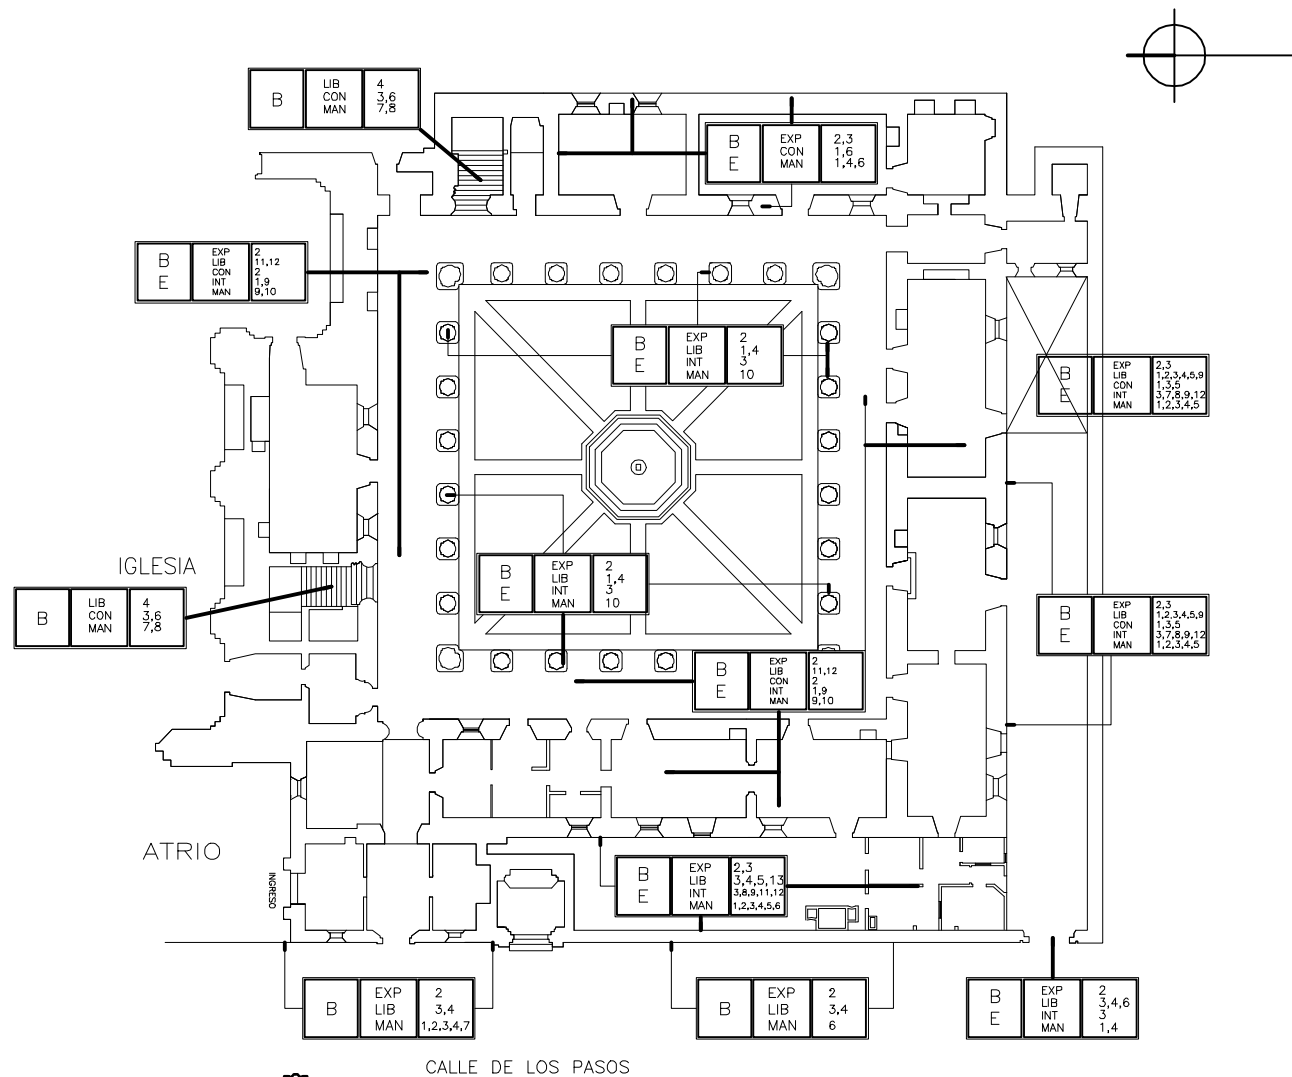 B LIB 4
CON 3,6
MAN 7,8
B EXP 2,3
CON 1,6
E MAN 1,4,6
B EXP 2
LIB 11,12
CON 2
E INT 1,9
MAN 9,10
B EXP 2
LIB 1,4
E INT 3
MAN 10
B EXP 2,3
LIB 1,2,3,4,5,9
CON 1,3,5
E INT 3,7,8,9,12
MAN 1,2,3,4,5
IGLESIA
B EXP 2
LIB 1,4
E INT 3
MAN 10
B LIB 4
CON 3,6
MAN 7,8
B EXP 2,3
LIB 1,2,3,4,5,9
CON 1,3,5
E INT 3,7,8,9,12
MAN 1,2,3,4,5
B EXP 2
LIB 11,12
CON 2
E INT 1,9
MAN 9,10
ATRIO
INGRESO
B EXP 2,3
LIB 3,4,5,13
E INT 3,8,9,11,12
MAN 1,2,3,4,5,6
B EXP 2
LIB 3,4
MAN 1,2,3,4,7
B EXP 2
LIB 3,4
MAN 6
B EXP 2
LIB 3,4,6
E INT 3
MAN 1,4
CALLE DE LOS PASOS